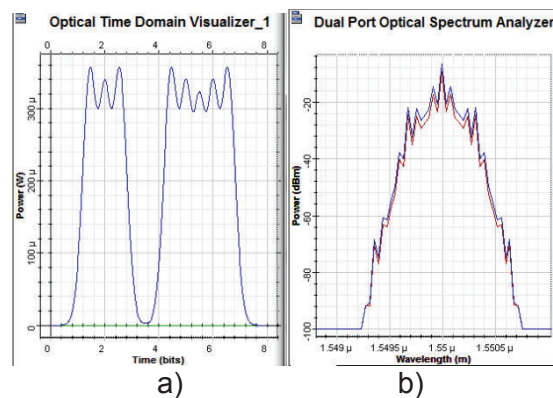 Optical Time Domain Visualizer_1
0 2 4 6 8
Power (W)
300 µ
200 µ
100 µ
0
0 2 4 6 8
Time (bits)
a)
Dual Port Optical Spectrum Analyzer
Power (dBm)
-20
-40
-60
-80
-100
1.549 µ 1.5495 µ 1.55 µ 1.5505 µ
Wavelength (m)
b)